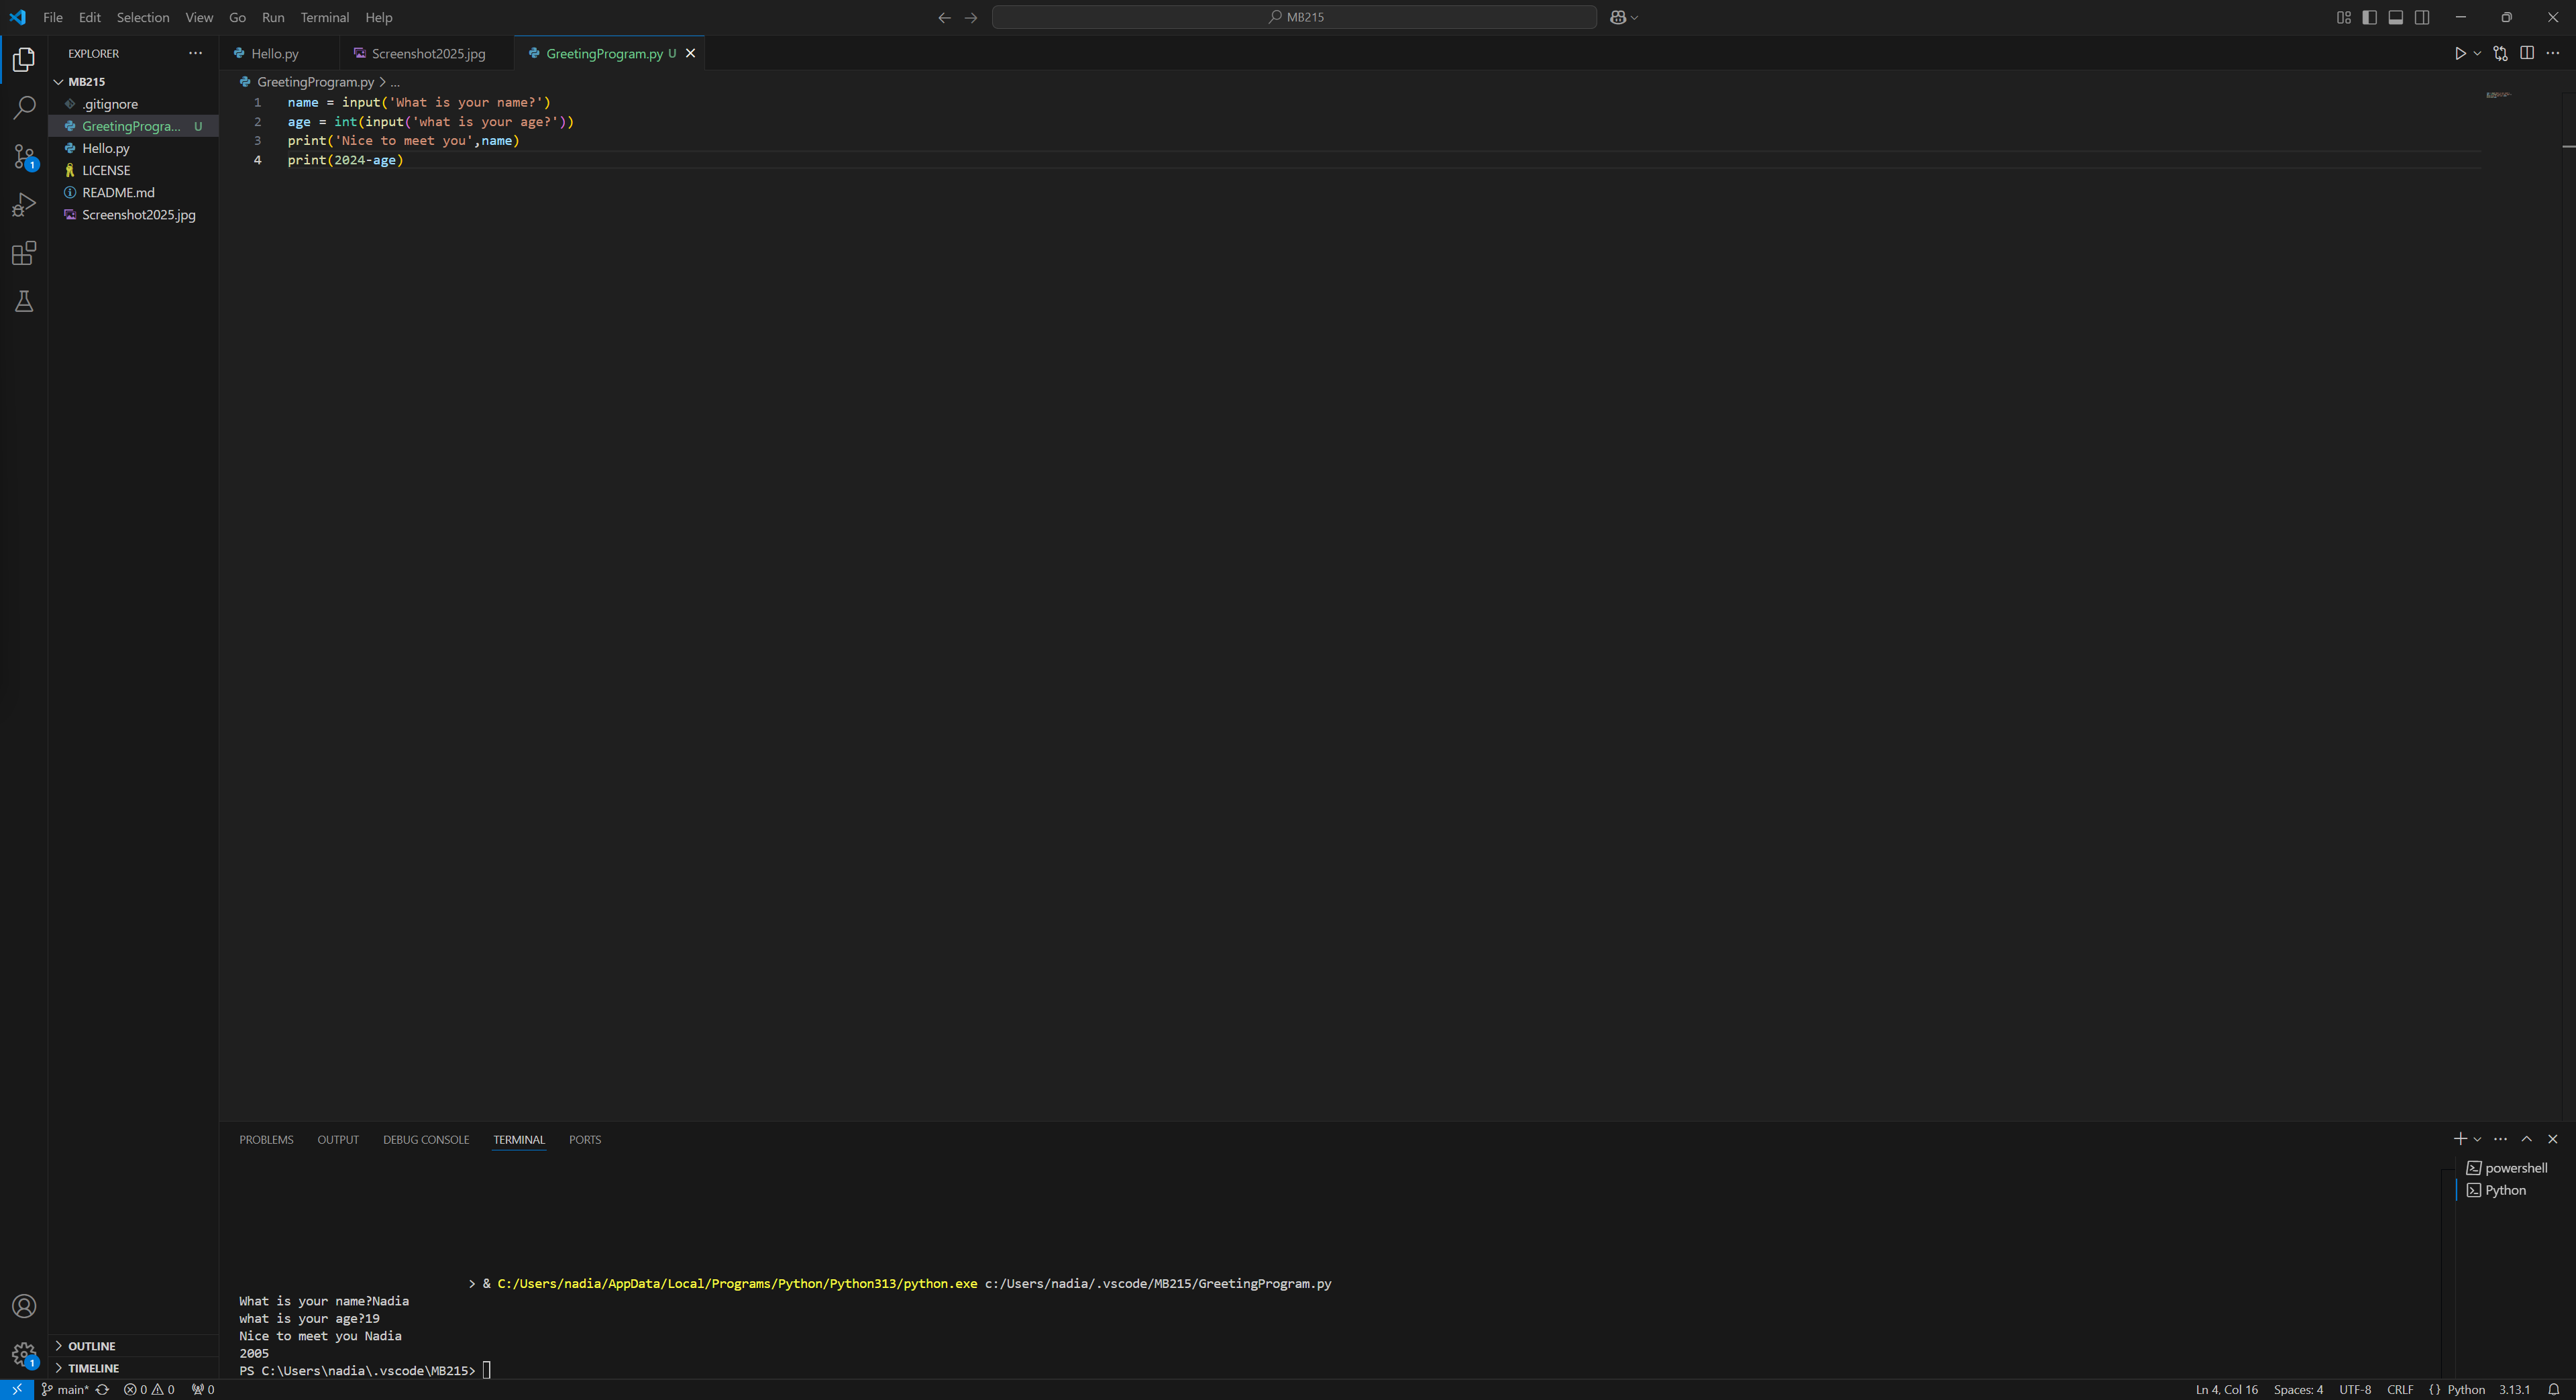 File Edit Selection View Go Run Terminal Help
MB215
EXPLORER
Hello.py
Screenshot2025.jpg
GreetingProgram.py U
MB215
.gitignore
GreetingProgra... U
Hello.py
LICENSE
README.md
Screenshot2025.jpg
GreetingProgram.py > ...
1 name = input('What is your name?')
2 age = int(input('what is your age?'))
3 print('Nice to meet you',name)
4 print(2024-age)
1
PROBLEMS OUTPUT DEBUG CONSOLE TERMINAL PORTS
powershell
Python
> & C:/Users/nadia/AppData/Local/Programs/Python/Python313/python.exe c:/Users/nadia/.vscode/MB215/GreetingProgram.py
What is your name?Nadia
what is your age?19
Nice to meet you Nadia
2005
PS C:\Users\nadia\.vscode\MB215>
OUTLINE
TIMELINE
1
main* 0 0 0
Ln 4, Col 16 Spaces: 4 UTF-8 CRLF {} Python 3.13.1